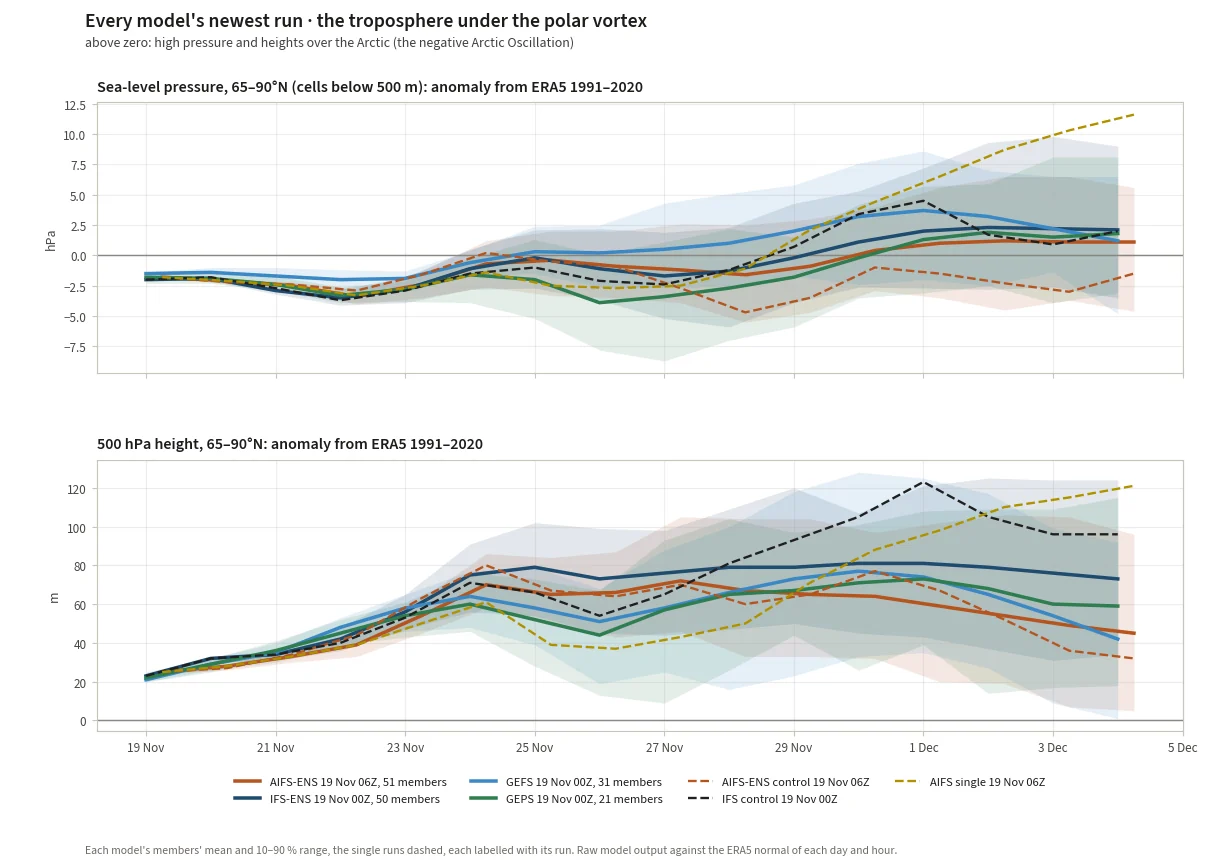 Every model's newest run · the troposphere under the polar vortex
above zero: high pressure and heights over the Arctic (the negative Arctic Oscillation)
Sea-level pressure, 65–90°N (cells below 500 m): anomaly from ERA5 1991–2020
12.5
10.0
7.5
5.0
2.5
0.0
−2.5
−5.0
−7.5
hPa
500 hPa height, 65–90°N: anomaly from ERA5 1991–2020
120
100
80
60
40
20
0
m
19 Nov 21 Nov 23 Nov 25 Nov 27 Nov 29 Nov 1 Dec 3 Dec 5 Dec
AIFS-ENS 19 Nov 06Z, 51 members GEFS 19 Nov 00Z, 31 members AIFS-ENS control 19 Nov 06Z AIFS single 19 Nov 06Z
IFS-ENS 19 Nov 00Z, 50 members GEPS 19 Nov 00Z, 21 members IFS control 19 Nov 00Z
Each model's members' mean and 10–90 % range, the single runs dashed, each labelled with its run. Raw model output against the ERA5 normal of each day and hour.